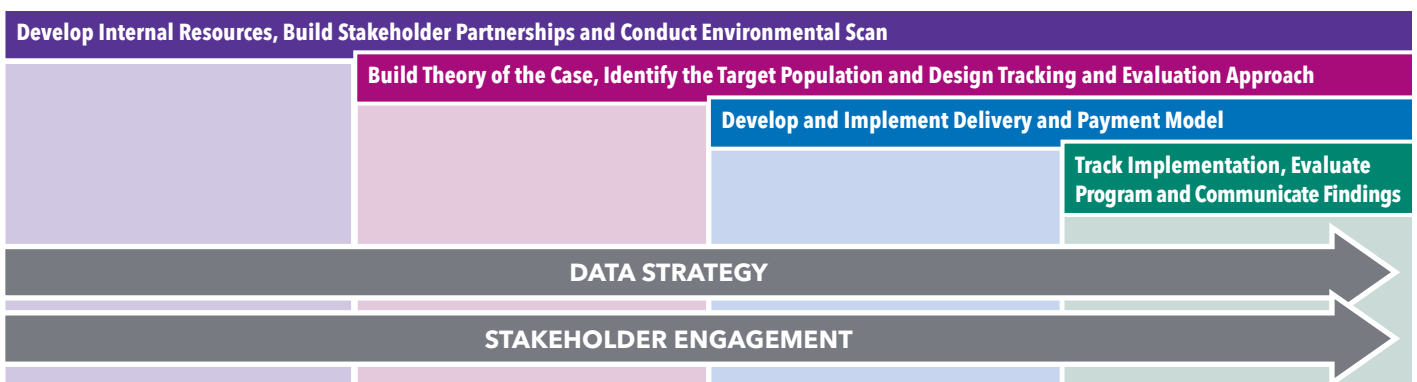 Develop Internal Resources, Build Stakeholder Partnerships and Conduct Environmental Scan
Build Theory of the Case, Identify the Target Population and Design Tracking and Evaluation Approach
Develop and Implement Delivery and Payment Model
Track Implementation, Evaluate
Program and Communicate Findings
DATA STRATEGY
STAKEHOLDER ENGAGEMENT